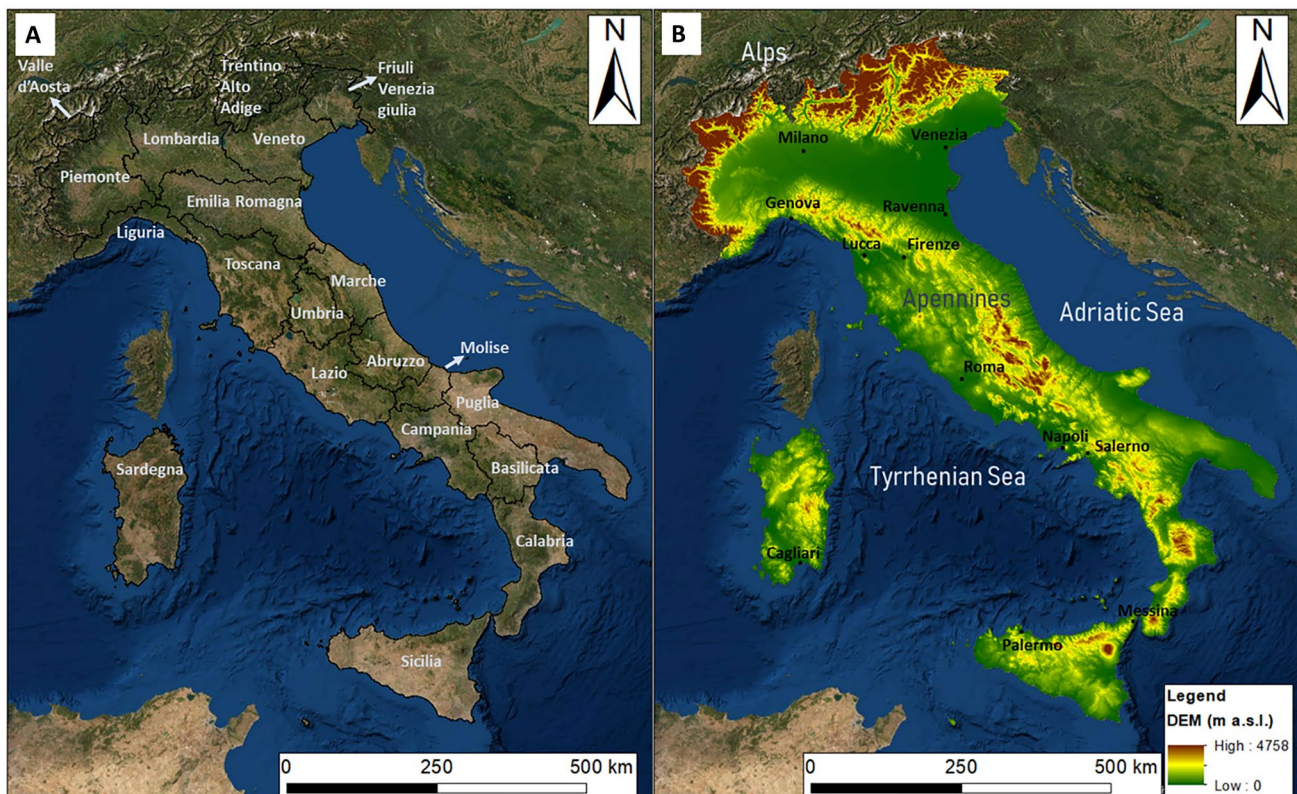 A
N
Valle
d'Aosta
Trentino
Alto
Adige
Friuli
Venezia
giulia
Lombardia
Veneto
Piemonte
Emilia Romagna
Liguria
Toscana
Marche
Umbria
Molise
Abruzzo
Lazio
Puglia
Campania
Basilicata
Sardegna
Calabria
Sicilia
0 250 500 km
B
N
Alps
Milano
Venezia
Genova
Ravenna
Lucca
Firenze
Apennines
Adriatic Sea
Roma
Napoli
Salerno
Tyrrhenian Sea
Cagliari
Messina
Palermo
Legend
DEM (m a.s.l.)
High : 4758
Low : 0
0 250 500 km